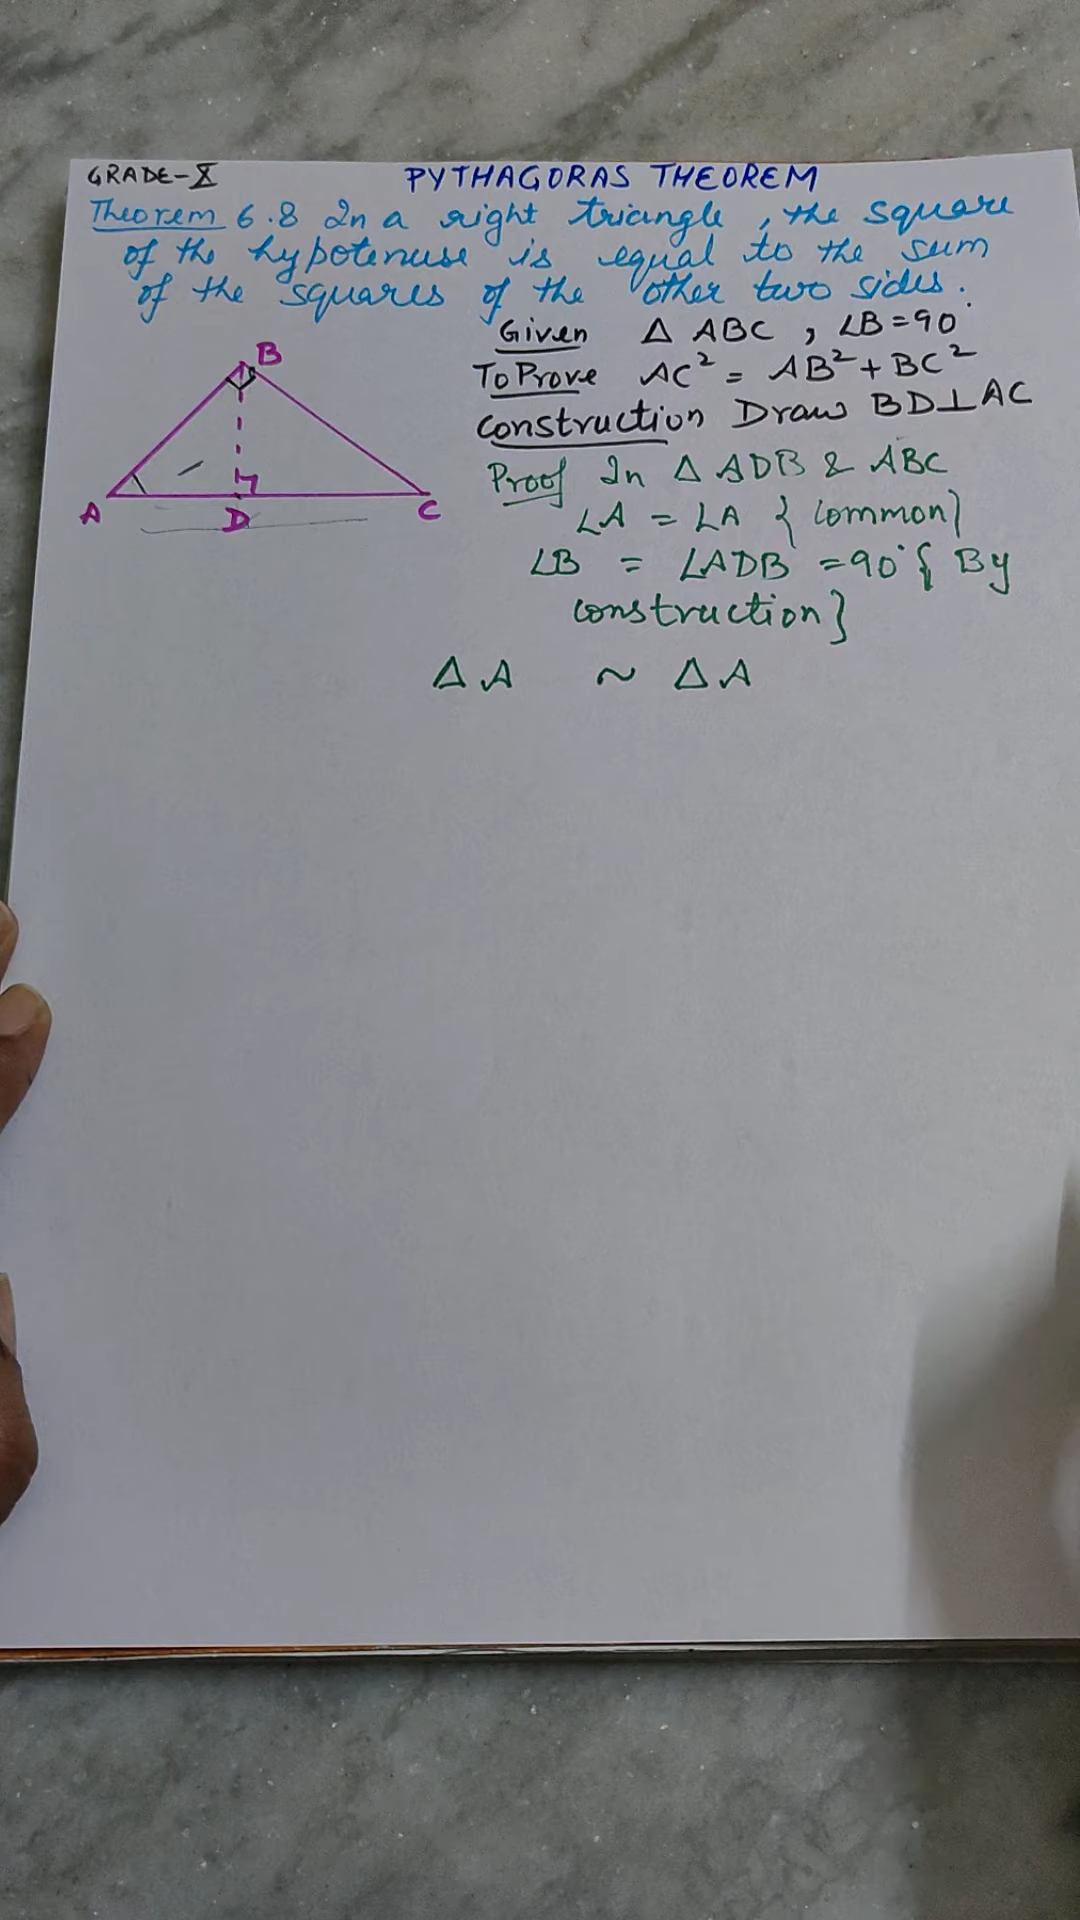 GRADE-X
PYTHAGORAS THEOREM
Theorem 6.8 In a right triangle, the square
of the hypotenuse is equal to the sum
of the squares of the other two sides.
Given Δ ABC, ∠B=90°
To Prove AC² = AB² + BC²
Construction Draw BD⊥AC
Proof In Δ ADB & ABC
∠A = ∠A { common}
∠B = ∠ADB =90° { By
construction}
Δ A ~ Δ A
B
A D C